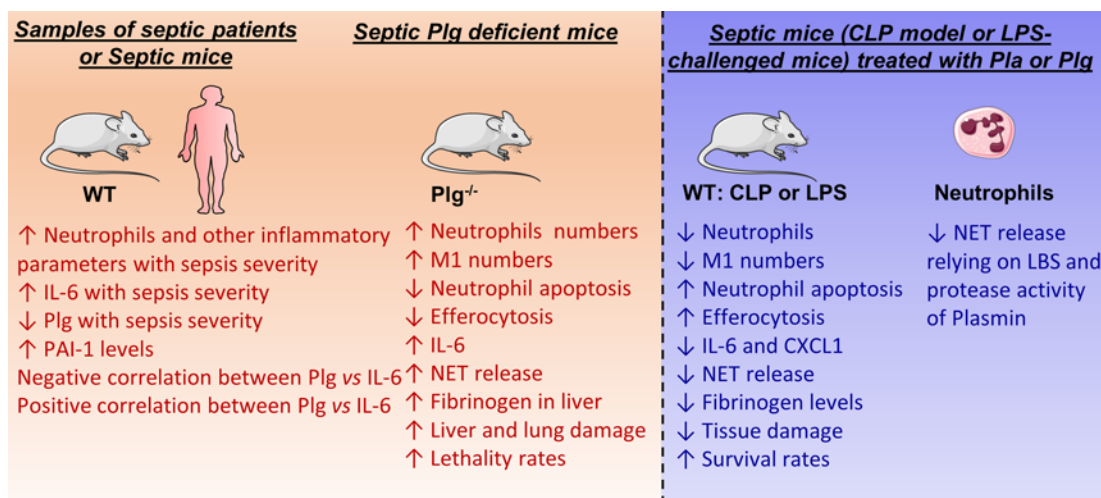 Samples of septic patients
or Septic mice
WT
↑ Neutrophils and other inflammatory
parameters with sepsis severity
↑ IL-6 with sepsis severity
↓ Plg with sepsis severity
↑ PAI-1 levels
Negative correlation between Plg vs IL-6
Positive correlation between Plg vs IL-6
Septic Plg deficient mice
Plg-/-
↑ Neutrophils numbers
↑ M1 numbers
↓ Neutrophil apoptosis
↓ Efferocytosis
↑ IL-6
↑ NET release
↑ Fibrinogen in liver
↑ Liver and lung damage
↑ Lethality rates
Septic mice (CLP model or LPS-
challenged mice) treated with Pla or Plg
WT: CLP or LPS
↓ Neutrophils
↓ M1 numbers
↑ Neutrophil apoptosis
↑ Efferocytosis
↓ IL-6 and CXCL1
↓ NET release
↓ Fibrinogen levels
↓ Tissue damage
↑ Survival rates
Neutrophils
↓ NET release
relying on LBS and
protease activity
of Plasmin